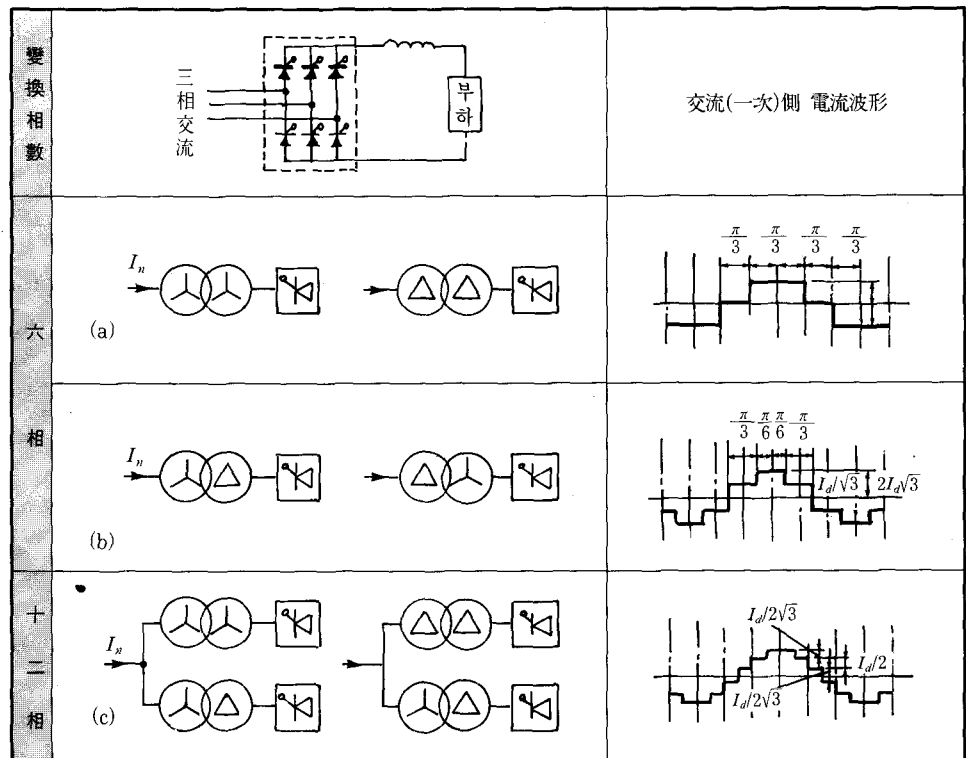 變換相數
三相交流
부하
交流(一次)側 電流波形
六相
I_n
(a)
π/3 π/3 π/3 π/3
I_n
(b)
π/3 π/6 π/6 π/3
I_d/√3 2I_d√3
十二相
I_n
(c)
I_d/2√3
I_d/2
I_d/2√3